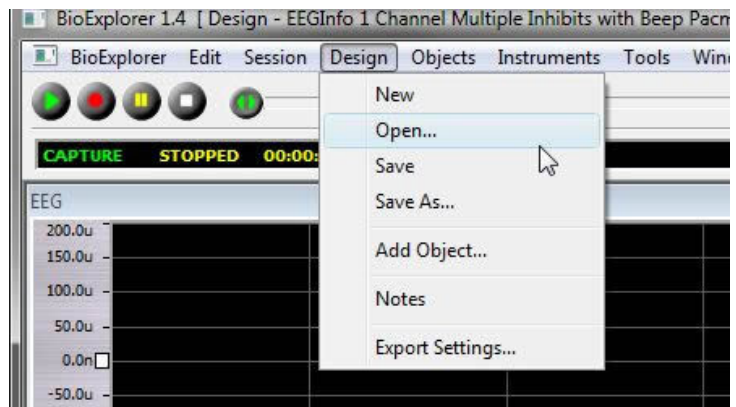 BioExplorer 1.4 [ Design - EEGInfo 1 Channel Multiple Inhibits with Beep Pacm
BioExplorer Edit Session Design Objects Instruments Tools Wind
New
Open...
CAPTURE STOPPED 00:00:
Save
EEG
Save As...
200.0u
150.0u
Add Object...
100.0u
Notes
50.0u
Export Settings...
0.0n
-50.0u